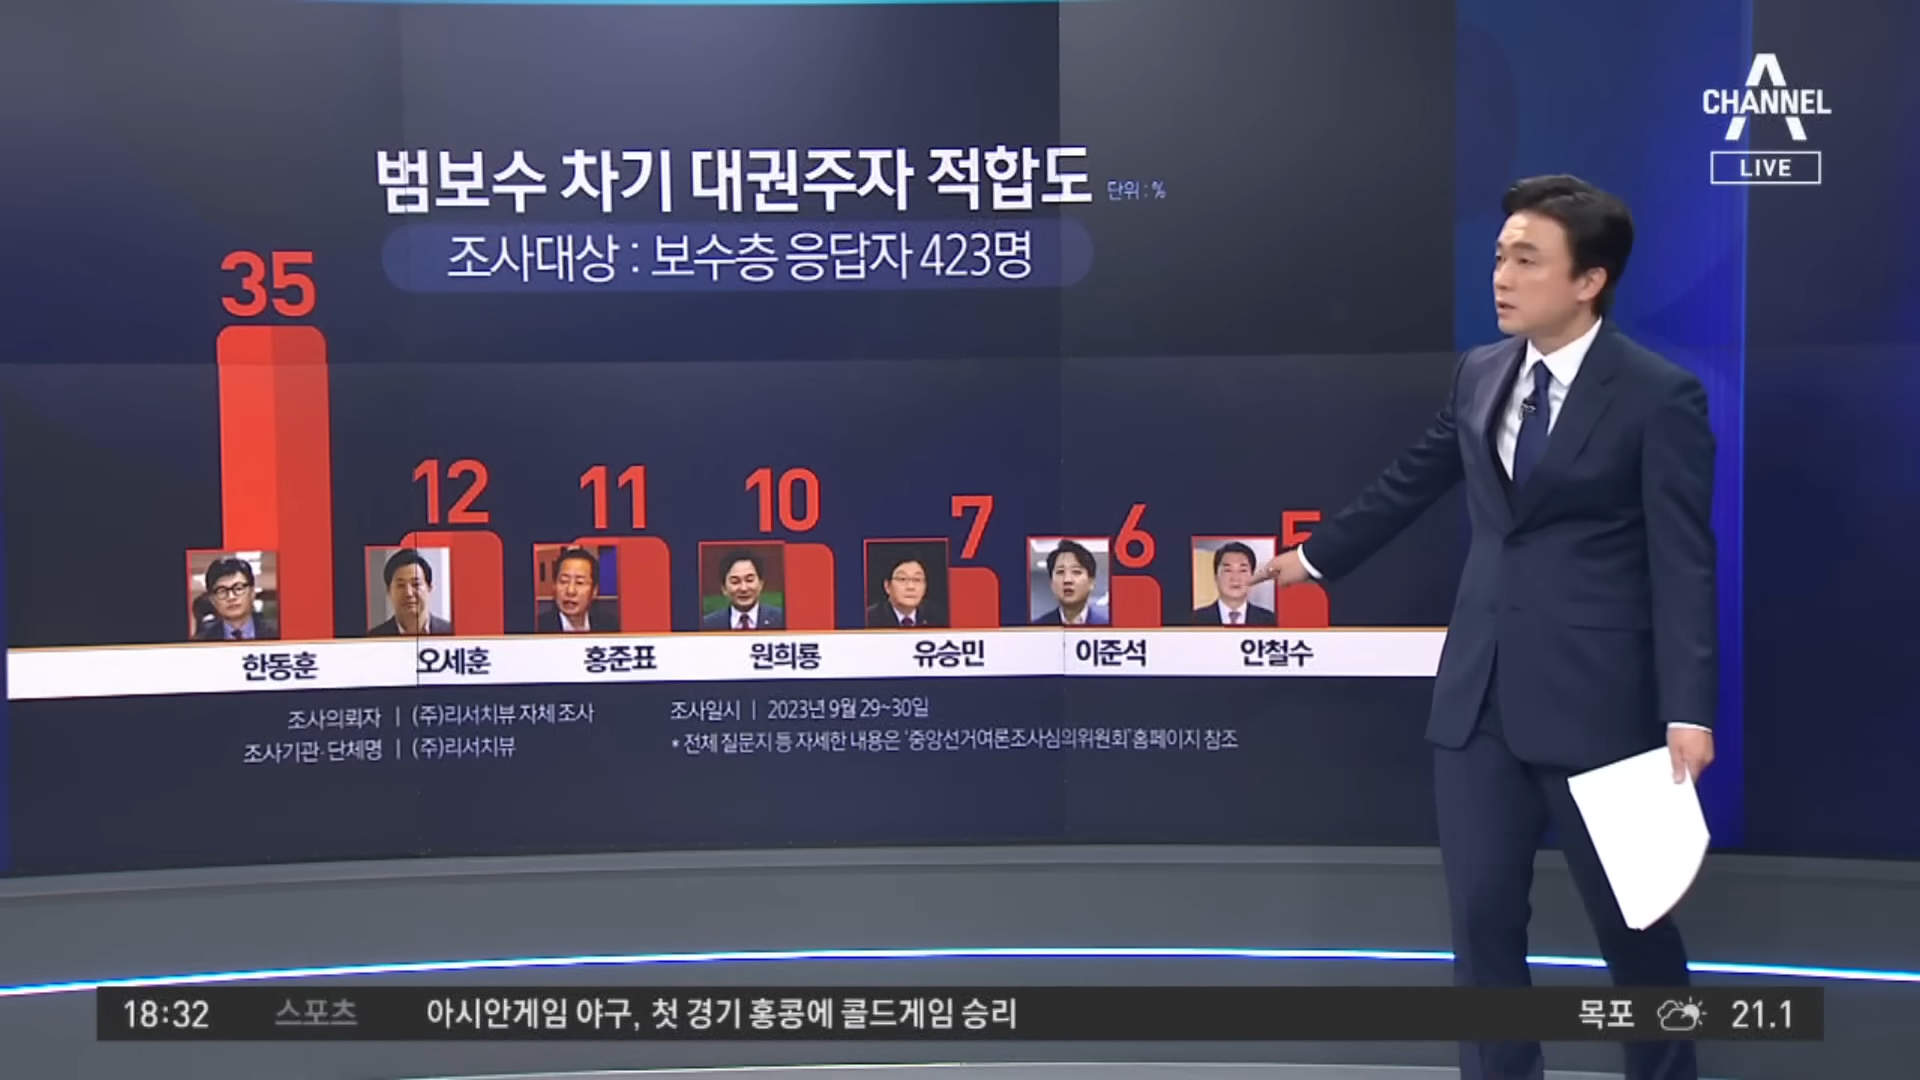 CHANNEL A
LIVE
범보수 차기 대권주자 적합도 단위 : %
조사대상 : 보수층 응답자 423명
35
12
11
10
7
6
5
한동훈
오세훈
홍준표
원희룡
유승민
이준석
안철수
조사의뢰자 | (주)리서치뷰 자체 조사
조사기관·단체명 | (주)리서치뷰
조사일시 | 2023년 9월 29~30일
* 전체 질문지 등 자세한 내용은 '중앙선거여론조사심의위원회' 홈페이지 참조
18:32 스포츠 아시안게임 야구, 첫 경기 홍콩에 콜드게임 승리 목포 21.1